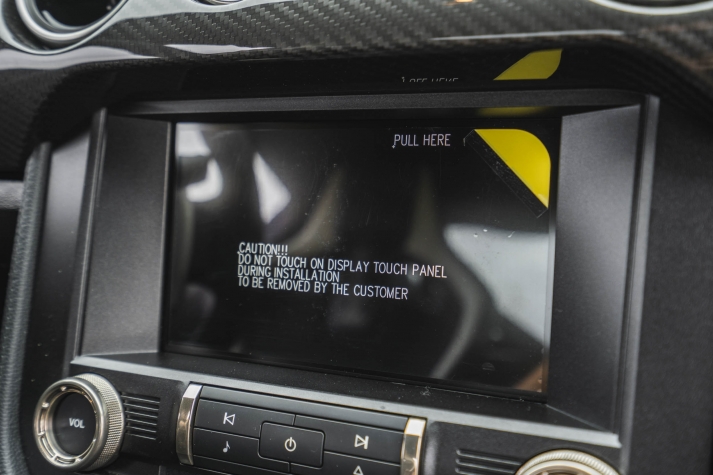 PULL HERE
CAUTION!!!
DO NOT TOUCH ON DISPLAY TOUCH PANEL
DURING INSTALLATION
TO BE REMOVED BY THE CUSTOMER
VOL